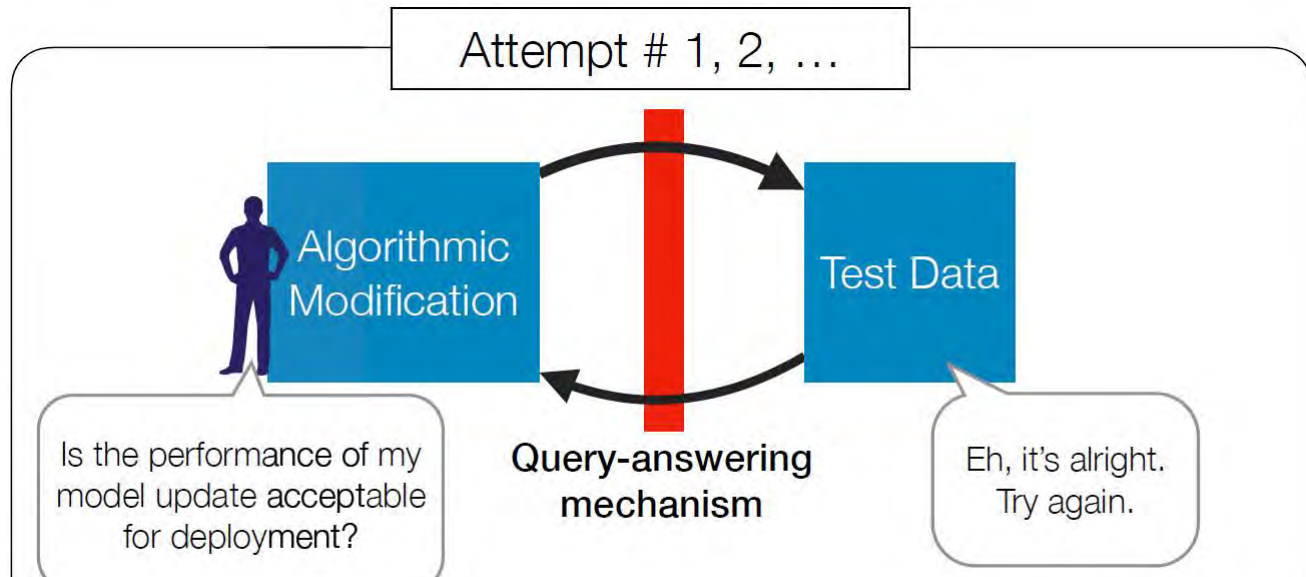 Attempt # 1, 2, ...
Algorithmic
Modification
Test Data
Is the performance of my
model update acceptable
for deployment?
Query-answering
mechanism
Eh, it's alright.
Try again.